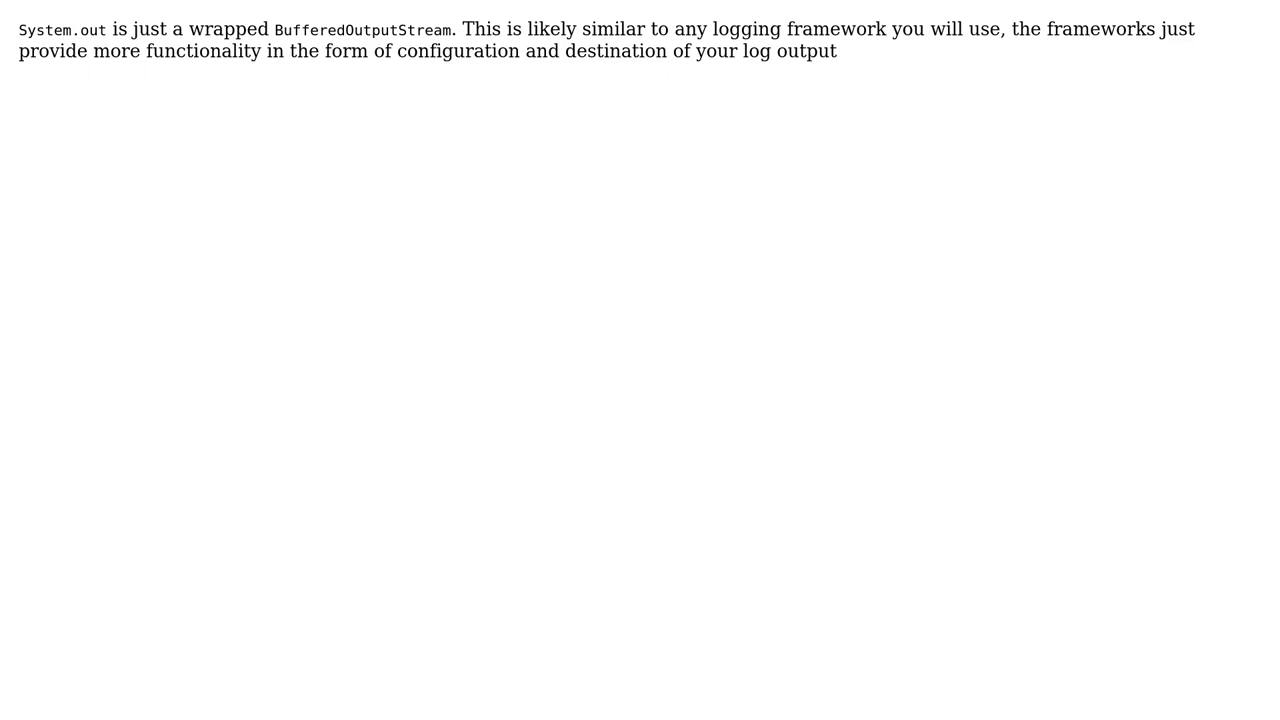 System.out is just a wrapped BufferedOutputStream. This is likely similar to any logging framework you will use, the frameworks just
provide more functionality in the form of configuration and destination of your log output